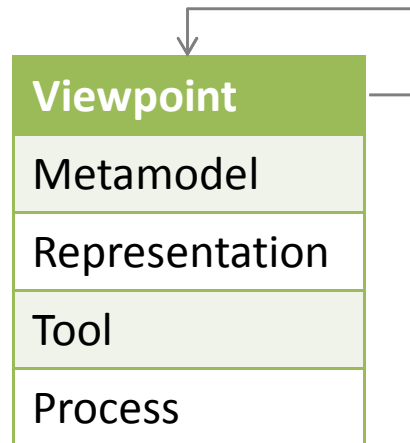 Viewpoint
Metamodel
Representation
Tool
Process